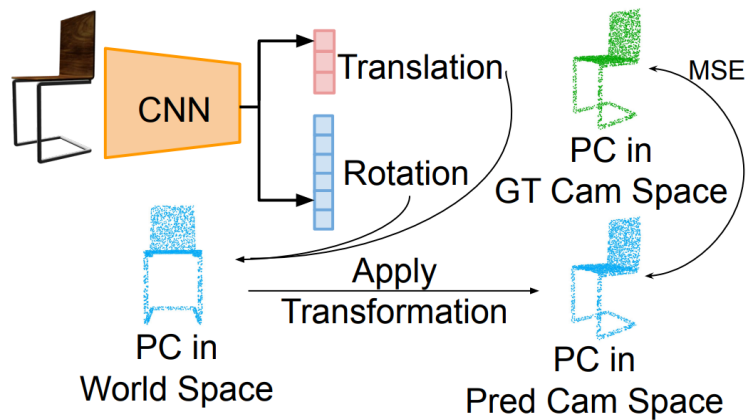 CNN
Translation
Rotation
MSE
PC in
GT Cam Space
Apply
Transformation
PC in
World Space
PC in
Pred Cam Space